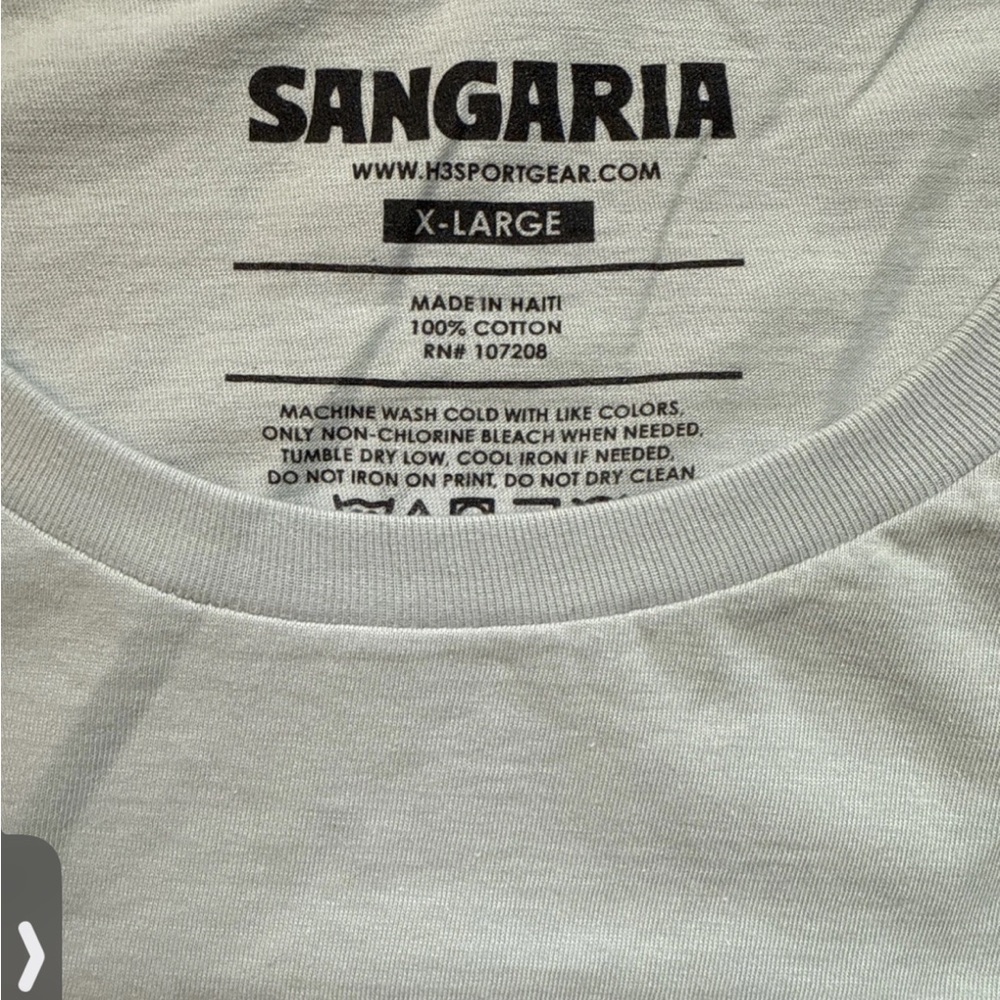 SANGARIA
WWW.H3SPORTGEAR.COM
X-LARGE
MADE IN HAITI
100% COTTON
RN# 107208
MACHINE WASH COLD WITH LIKE COLORS,
ONLY NON-CHLORINE BLEACH WHEN NEEDED,
TUMBLE DRY LOW, COOL IRON IF NEEDED,
DO NOT IRON ON PRINT, DO NOT DRY CLEAN